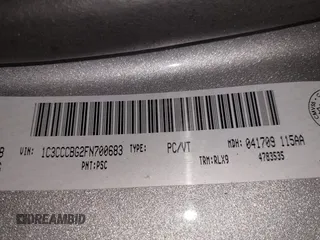 VIN: 1C3CCCBG2FN700683 TYPE: PC/VT MDH: 041709 115AA
PNT: PSC TRM: RLX9 4783535
DREAMBID